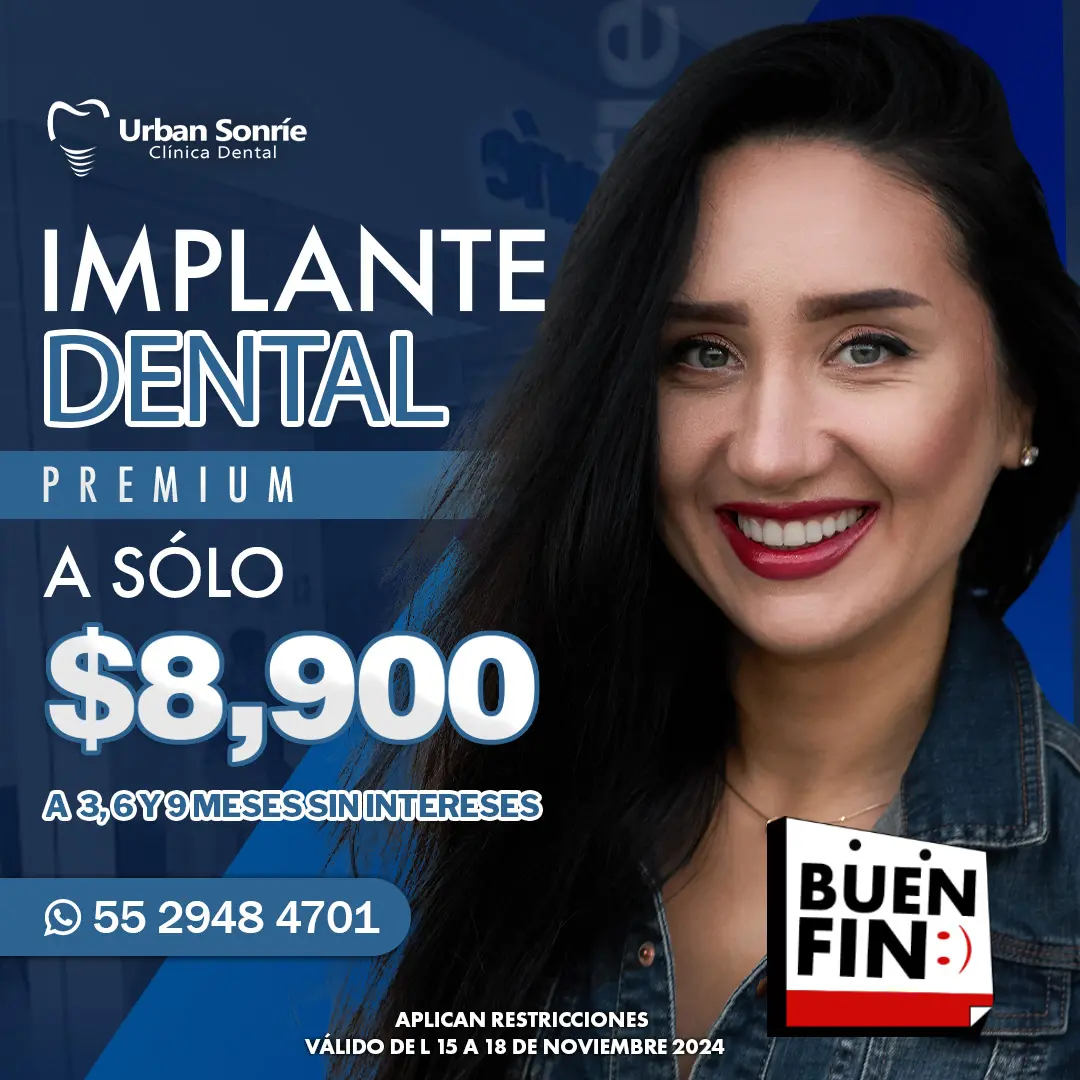 Urban Sonríe
Clínica Dental
IMPLANTE
DENTAL
PREMIUM
A SÓLO
$8,900
A 3, 6 Y 9 MESES SIN INTERESES
55 2948 4701
BUEN
FIN:)
APLICAN RESTRICCIONES
VÁLIDO DE L 15 A 18 DE NOVIEMBRE 2024